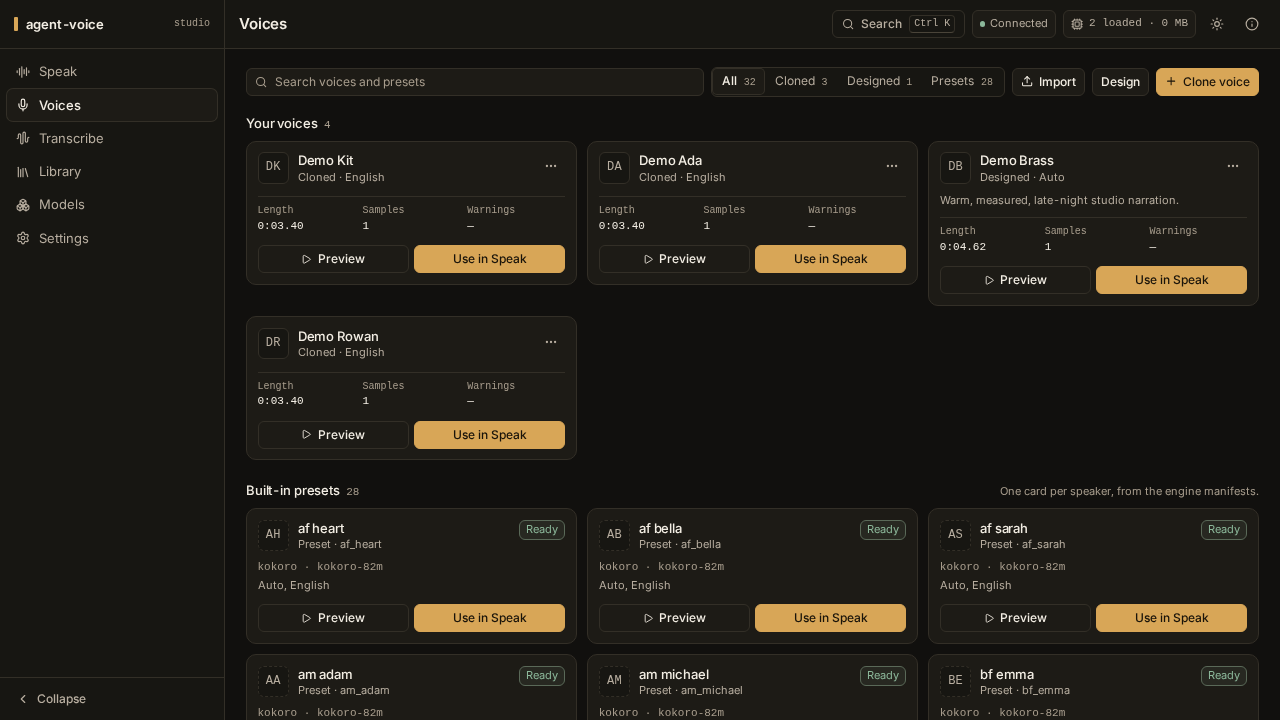 agent-voice studio
Voices
Search Ctrl K
Connected
2 loaded · 0 MB
Speak
Voices
Transcribe
Library
Models
Settings
Collapse
Search voices and presets
All 32
Cloned 3
Designed 1
Presets 28
Import
Design
Clone voice
Your voices 4
DK
Demo Kit
Cloned · English
Length Samples Warnings
0:03.40 1 —
Preview Use in Speak
DA
Demo Ada
Cloned · English
Length Samples Warnings
0:03.40 1 —
Preview Use in Speak
DB
Demo Brass
Designed · Auto
Warm, measured, late-night studio narration.
Length Samples Warnings
0:04.62 1 —
Preview Use in Speak
DR
Demo Rowan
Cloned · English
Length Samples Warnings
0:03.40 1 —
Preview Use in Speak
Built-in presets 28
One card per speaker, from the engine manifests.
AH
af heart
Ready
Preset · af_heart
kokoro · kokoro-82m
Auto, English
Preview Use in Speak
AB
af bella
Ready
Preset · af_bella
kokoro · kokoro-82m
Auto, English
Preview Use in Speak
AS
af sarah
Ready
Preset · af_sarah
kokoro · kokoro-82m
Auto, English
Preview Use in Speak
AA
am adam
Ready
Preset · am_adam
kokoro · kokoro-82m
AM
am michael
Ready
Preset · am_michael
kokoro · kokoro-82m
BE
bf emma
Ready
Preset · bf_emma
kokoro · kokoro-82m